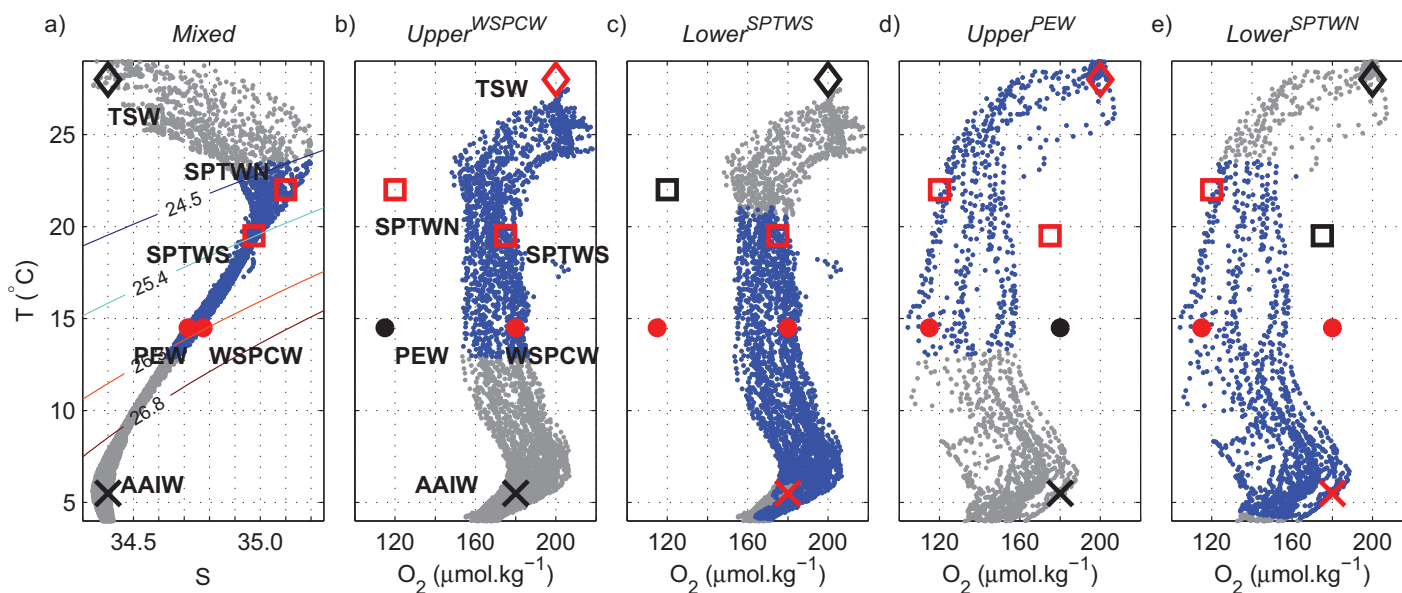 a) Mixed b) Upper^WSPCW c) Lower^SPTWS d) Upper^PEW e) Lower^SPTWN
TSW
SPTWN
24.5
SPTWS
25.4
PEW WSPCW
26.8
AAIW
TSW
SPTWN SPTWS
PEW WSPCW
AAIW
T (°C)
25
20
15
10
5
34.5 35.0
S
120 160 200
O₂ (μmol.kg⁻¹)
120 160 200
O₂ (μmol.kg⁻¹)
120 160 200
O₂ (μmol.kg⁻¹)
120 160 200
O₂ (μmol.kg⁻¹)